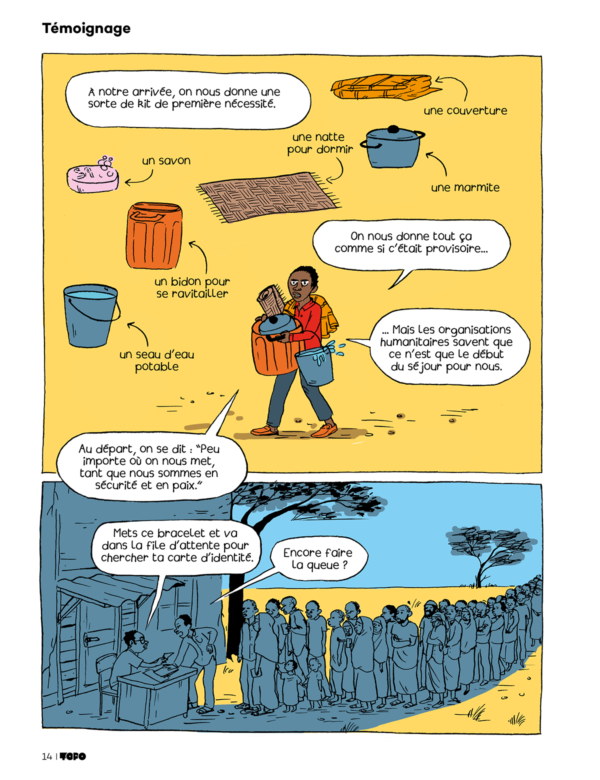 Témoignage
A notre arrivée, on nous donne une
sorte de kit de première nécessité.
une couverture
une natte
pour dormir
un savon
une marmite
On nous donne tout ça
comme si c'était provisoire...
un bidon pour
se ravitailler
... Mais les organisations
humanitaires savent que
ce n'est que le début
du séjour pour nous.
un seau d'eau
potable
Au départ, on se dit : "Peu
importe où on nous met,
tant que nous sommes en
sécurité et en paix."
Mets ce bracelet et va
dans la file d'attente pour
chercher ta carte d'identité.
Encore faire
la queue ?
14 | TOPO